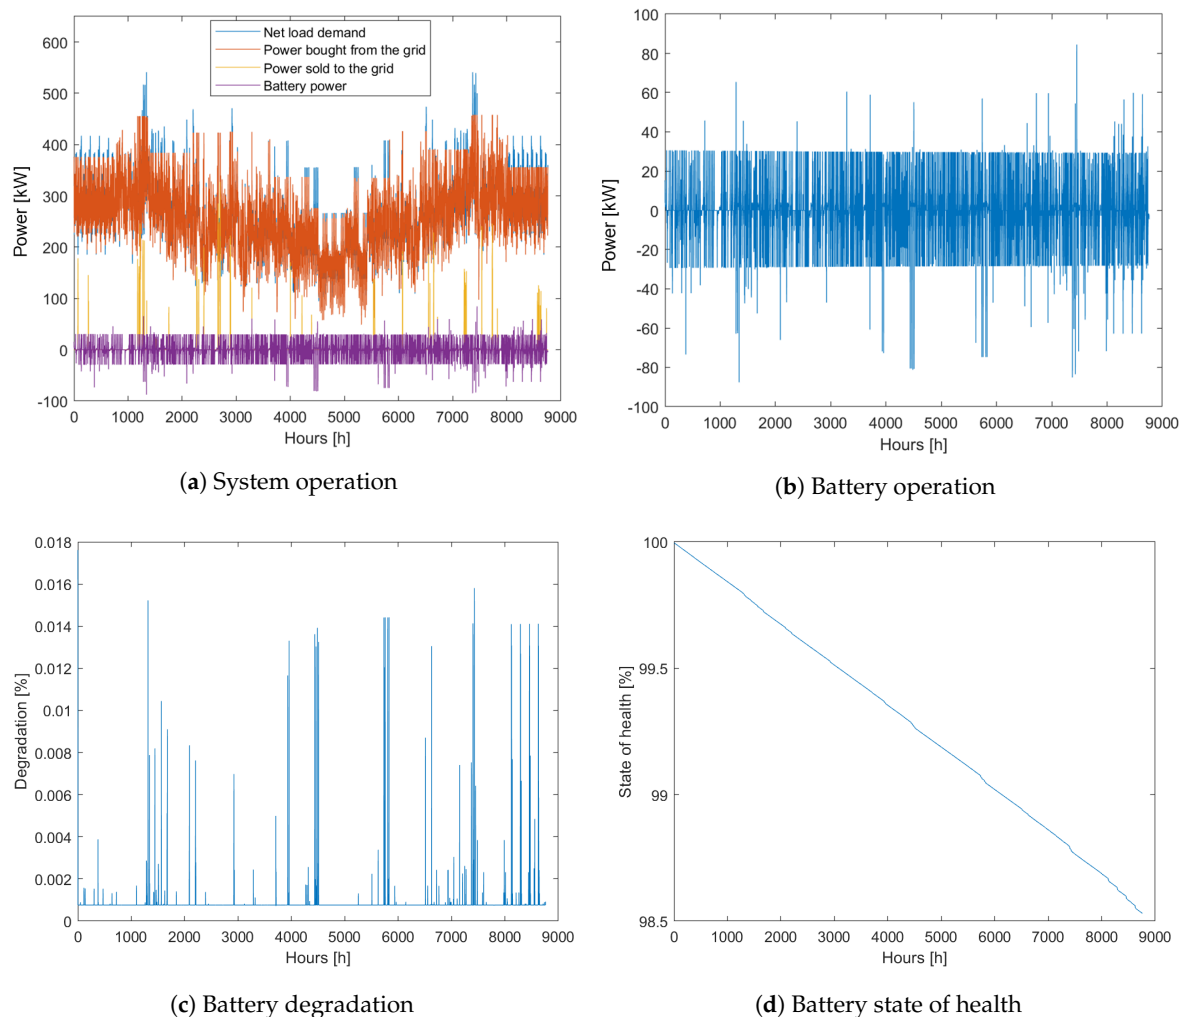 600
500
400
300
200
100
0
-100
Power [kW]
Net load demand
Power bought from the grid
Power sold to the grid
Battery power
0 1000 2000 3000 4000 5000 6000 7000 8000 9000
Hours [h]
(a) System operation
100
80
60
40
20
0
-20
-40
-60
-80
-100
Power [kW]
0 1000 2000 3000 4000 5000 6000 7000 8000 9000
Hours [h]
(b) Battery operation
0.018
0.016
0.014
0.012
0.01
0.008
0.006
0.004
0.002
0
Degradation [%]
0 1000 2000 3000 4000 5000 6000 7000 8000 9000
Hours [h]
(c) Battery degradation
100
99.5
99
98.5
State of health [%]
0 1000 2000 3000 4000 5000 6000 7000 8000 9000
Hours [h]
(d) Battery state of health